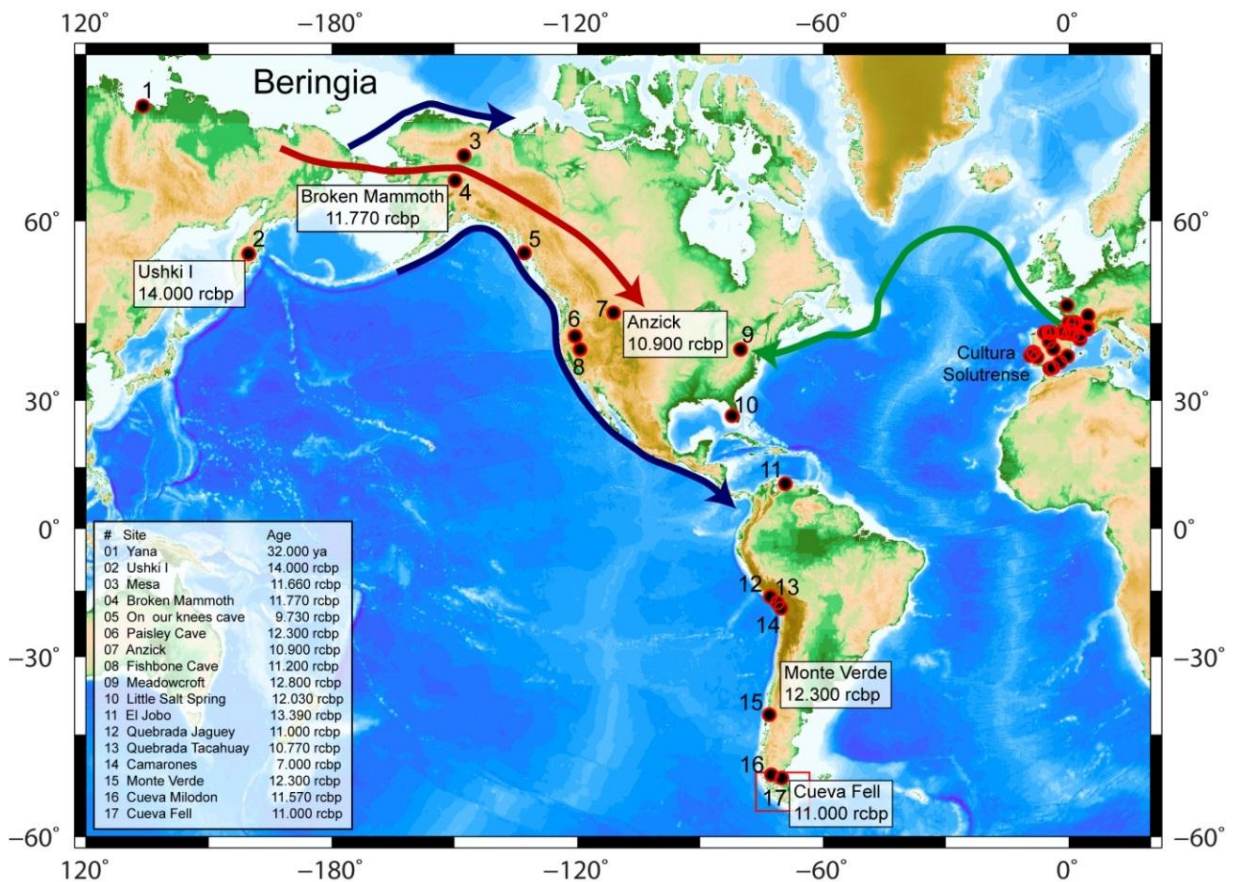 120 −180 −120 −60 0°
Beringia
1
3
Broken Mammoth
11.770 rcbp
4
60°
60°
2
5
Ushki I
14.000 rcbp
7
6
Anzick
10.900 rcbp
9
8
Cultura
Solutrense
30°
30°
10
11
0°
0°
# Site Age
01 Yana 32.000 ya
02 Ushki I 14.000 rcbp
03 Mesa 11.660 rcbp
04 Broken Mammoth 11.770 rcbp
05 On our knees cave 9.730 rcbp
06 Paisley Cave 12.300 rcbp
07 Anzick 10.900 rcbp
08 Fishbone Cave 11.200 rcbp
09 Meadowcroft 12.800 rcbp
10 Little Salt Spring 12.030 rcbp
11 El Jobo 13.390 rcbp
12 Quebrada Jaguey 11.000 rcbp
13 Quebrada Tacahuay 10.770 rcbp
14 Camarones 7.000 rcbp
15 Monte Verde 12.300 rcbp
16 Cueva Milodon 11.570 rcbp
17 Cueva Fell 11.000 rcbp
12 13
14
−30°
−30°
Monte Verde
12.300 rcbp
15
16
17
Cueva Fell
11.000 rcbp
−60°
−60°
120 −180 −120 −60 0°